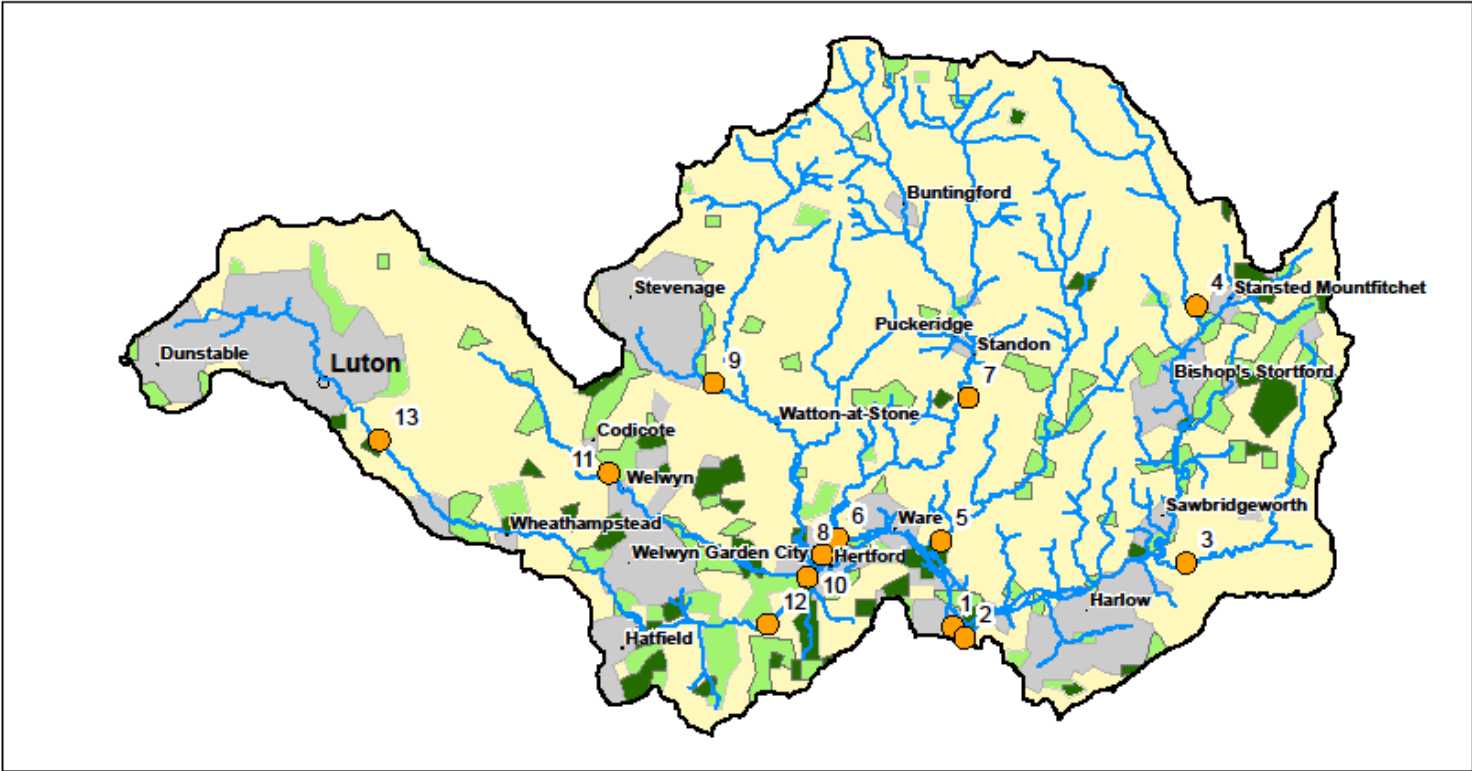 Buntingford
4
Stansted Mountfitchet
Stevenage
Puckeridge
Standon
Dunstable
Luton
9
7
Bishop's Stortford
13
Watton-at-Stone
Codicote
11
Welwyn
Sawbridgeworth
Wheathampstead
6
Ware
5
3
8
Welwyn Garden City
Hertford
10
12
1
2
Harlow
Hatfield